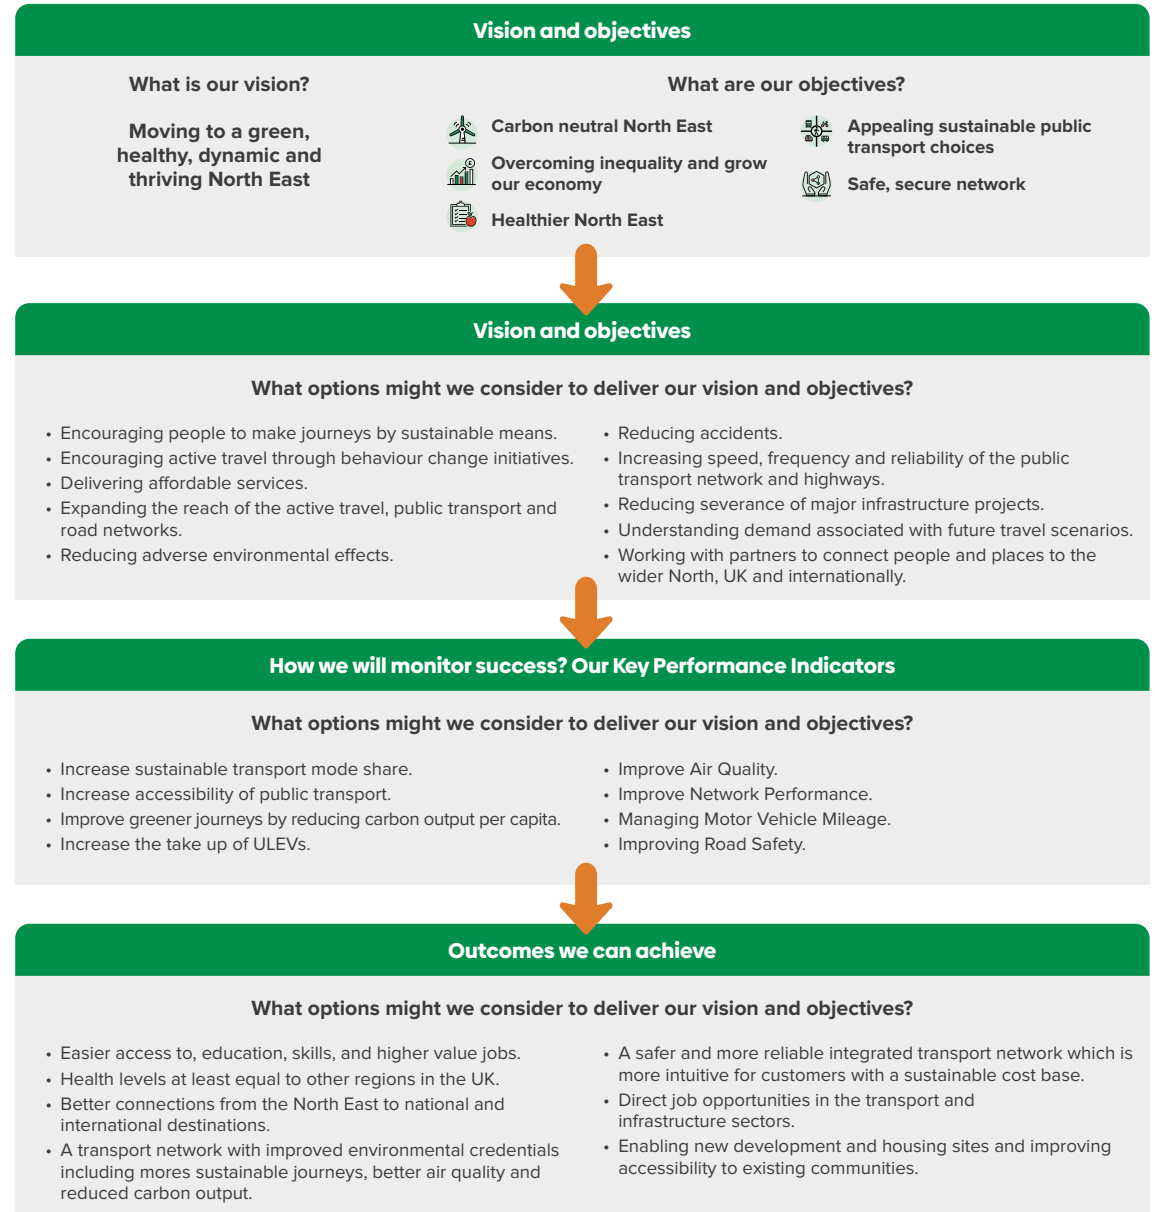 Vision and objectives
What is our vision?
Moving to a green,
healthy, dynamic and
thriving North East
What are our objectives?
Carbon neutral North East
Overcoming inequality and grow
our economy
Healthier North East
Appealing sustainable public
transport choices
Safe, secure network
Vision and objectives
What options might we consider to deliver our vision and objectives?
• Encouraging people to make journeys by sustainable means.
• Encouraging active travel through behaviour change initiatives.
• Delivering affordable services.
• Expanding the reach of the active travel, public transport and
road networks.
• Reducing adverse environmental effects.
• Reducing accidents.
• Increasing speed, frequency and reliability of the public
transport network and highways.
• Reducing severance of major infrastructure projects.
• Understanding demand associated with future travel scenarios.
• Working with partners to connect people and places to the
wider North, UK and internationally.
How we will monitor success? Our Key Performance Indicators
What options might we consider to deliver our vision and objectives?
• Increase sustainable transport mode share.
• Increase accessibility of public transport.
• Improve greener journeys by reducing carbon output per capita.
• Increase the take up of ULEVs.
• Improve Air Quality.
• Improve Network Performance.
• Managing Motor Vehicle Mileage.
• Improving Road Safety.
Outcomes we can achieve
What options might we consider to deliver our vision and objectives?
• Easier access to, education, skills, and higher value jobs.
• Health levels at least equal to other regions in the UK.
• Better connections from the North East to national and
international destinations.
• A transport network with improved environmental credentials
including mores sustainable journeys, better air quality and
reduced carbon output.
• A safer and more reliable integrated transport network which is
more intuitive for customers with a sustainable cost base.
• Direct job opportunities in the transport and
infrastructure sectors.
• Enabling new development and housing sites and improving
accessibility to existing communities.